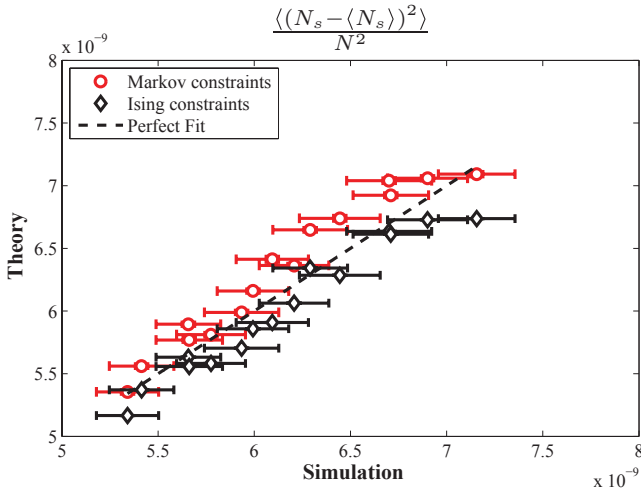 ⟨(N_s−⟨N_s⟩)²⟩
N²
x 10⁻⁹
8
7.5
7
6.5
6
5.5
5
Theory
Markov constraints
Ising constraints
Perfect Fit
5 5.5 6 6.5 7 7.5 8
Simulation
x 10⁻⁹